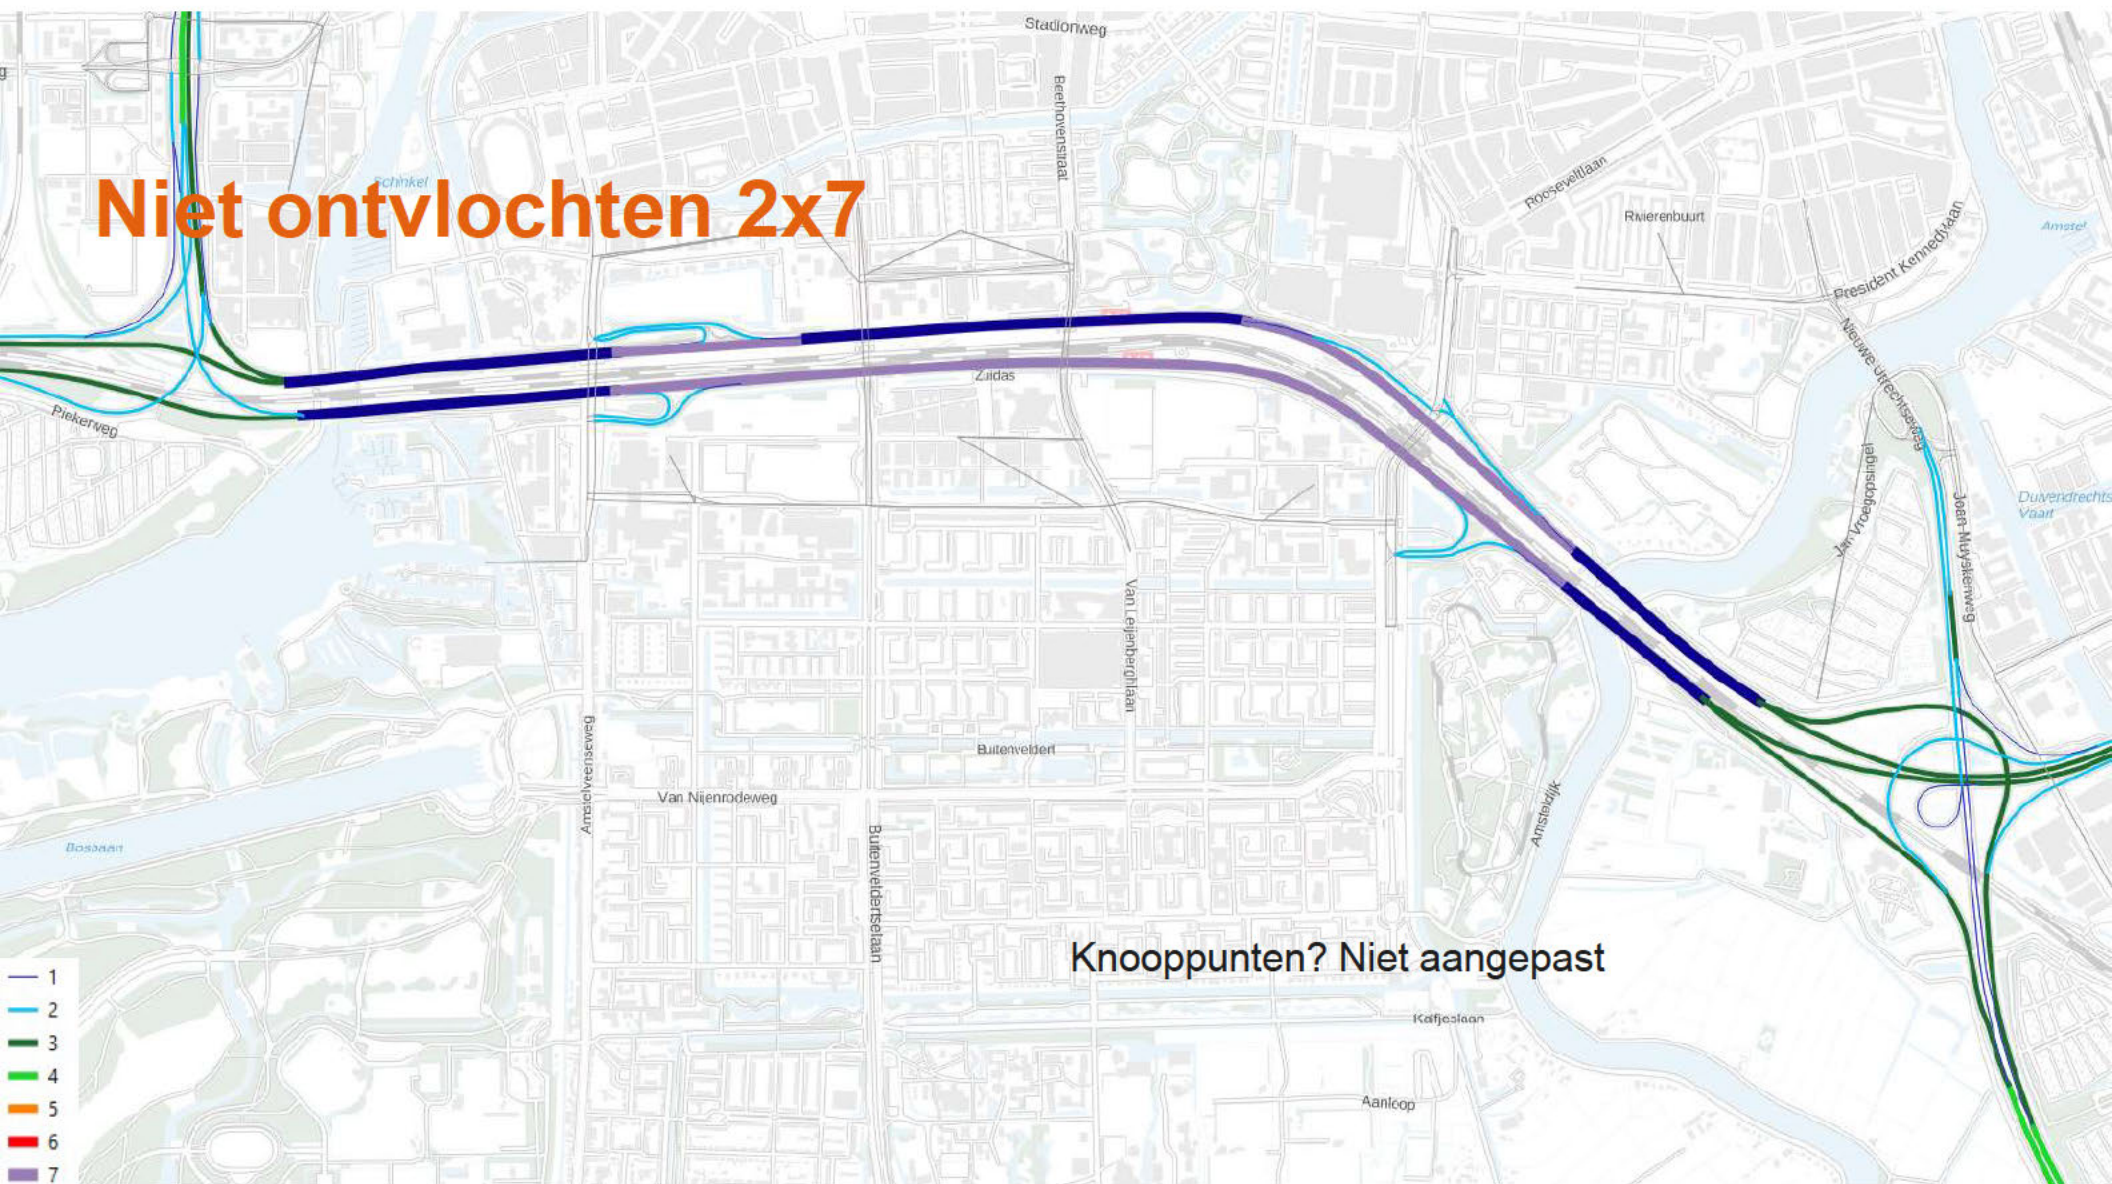 Stadionweg
g
Beethovenstraat
Schinkel
Niet ontvlochten 2x7
Rooseveltlaan
Rivierenbuurt
Amstel
President Kennedylaan
Nieuwe Utrechtseweg
Zuidas
Piekerweg
Jan Vroegopsingel
Joan Muyskenweg
Duivendrechts
Vaart
Van Leijenberghlaan
Amstelveenseweg
Buitenveldert
Van Nijenrodeweg
Amsteldijk
Bosbaan
Buitenveldertselaan
Knooppunten? Niet aangepast
Kalfjeslaan
Aanloop
1
2
3
4
5
6
7